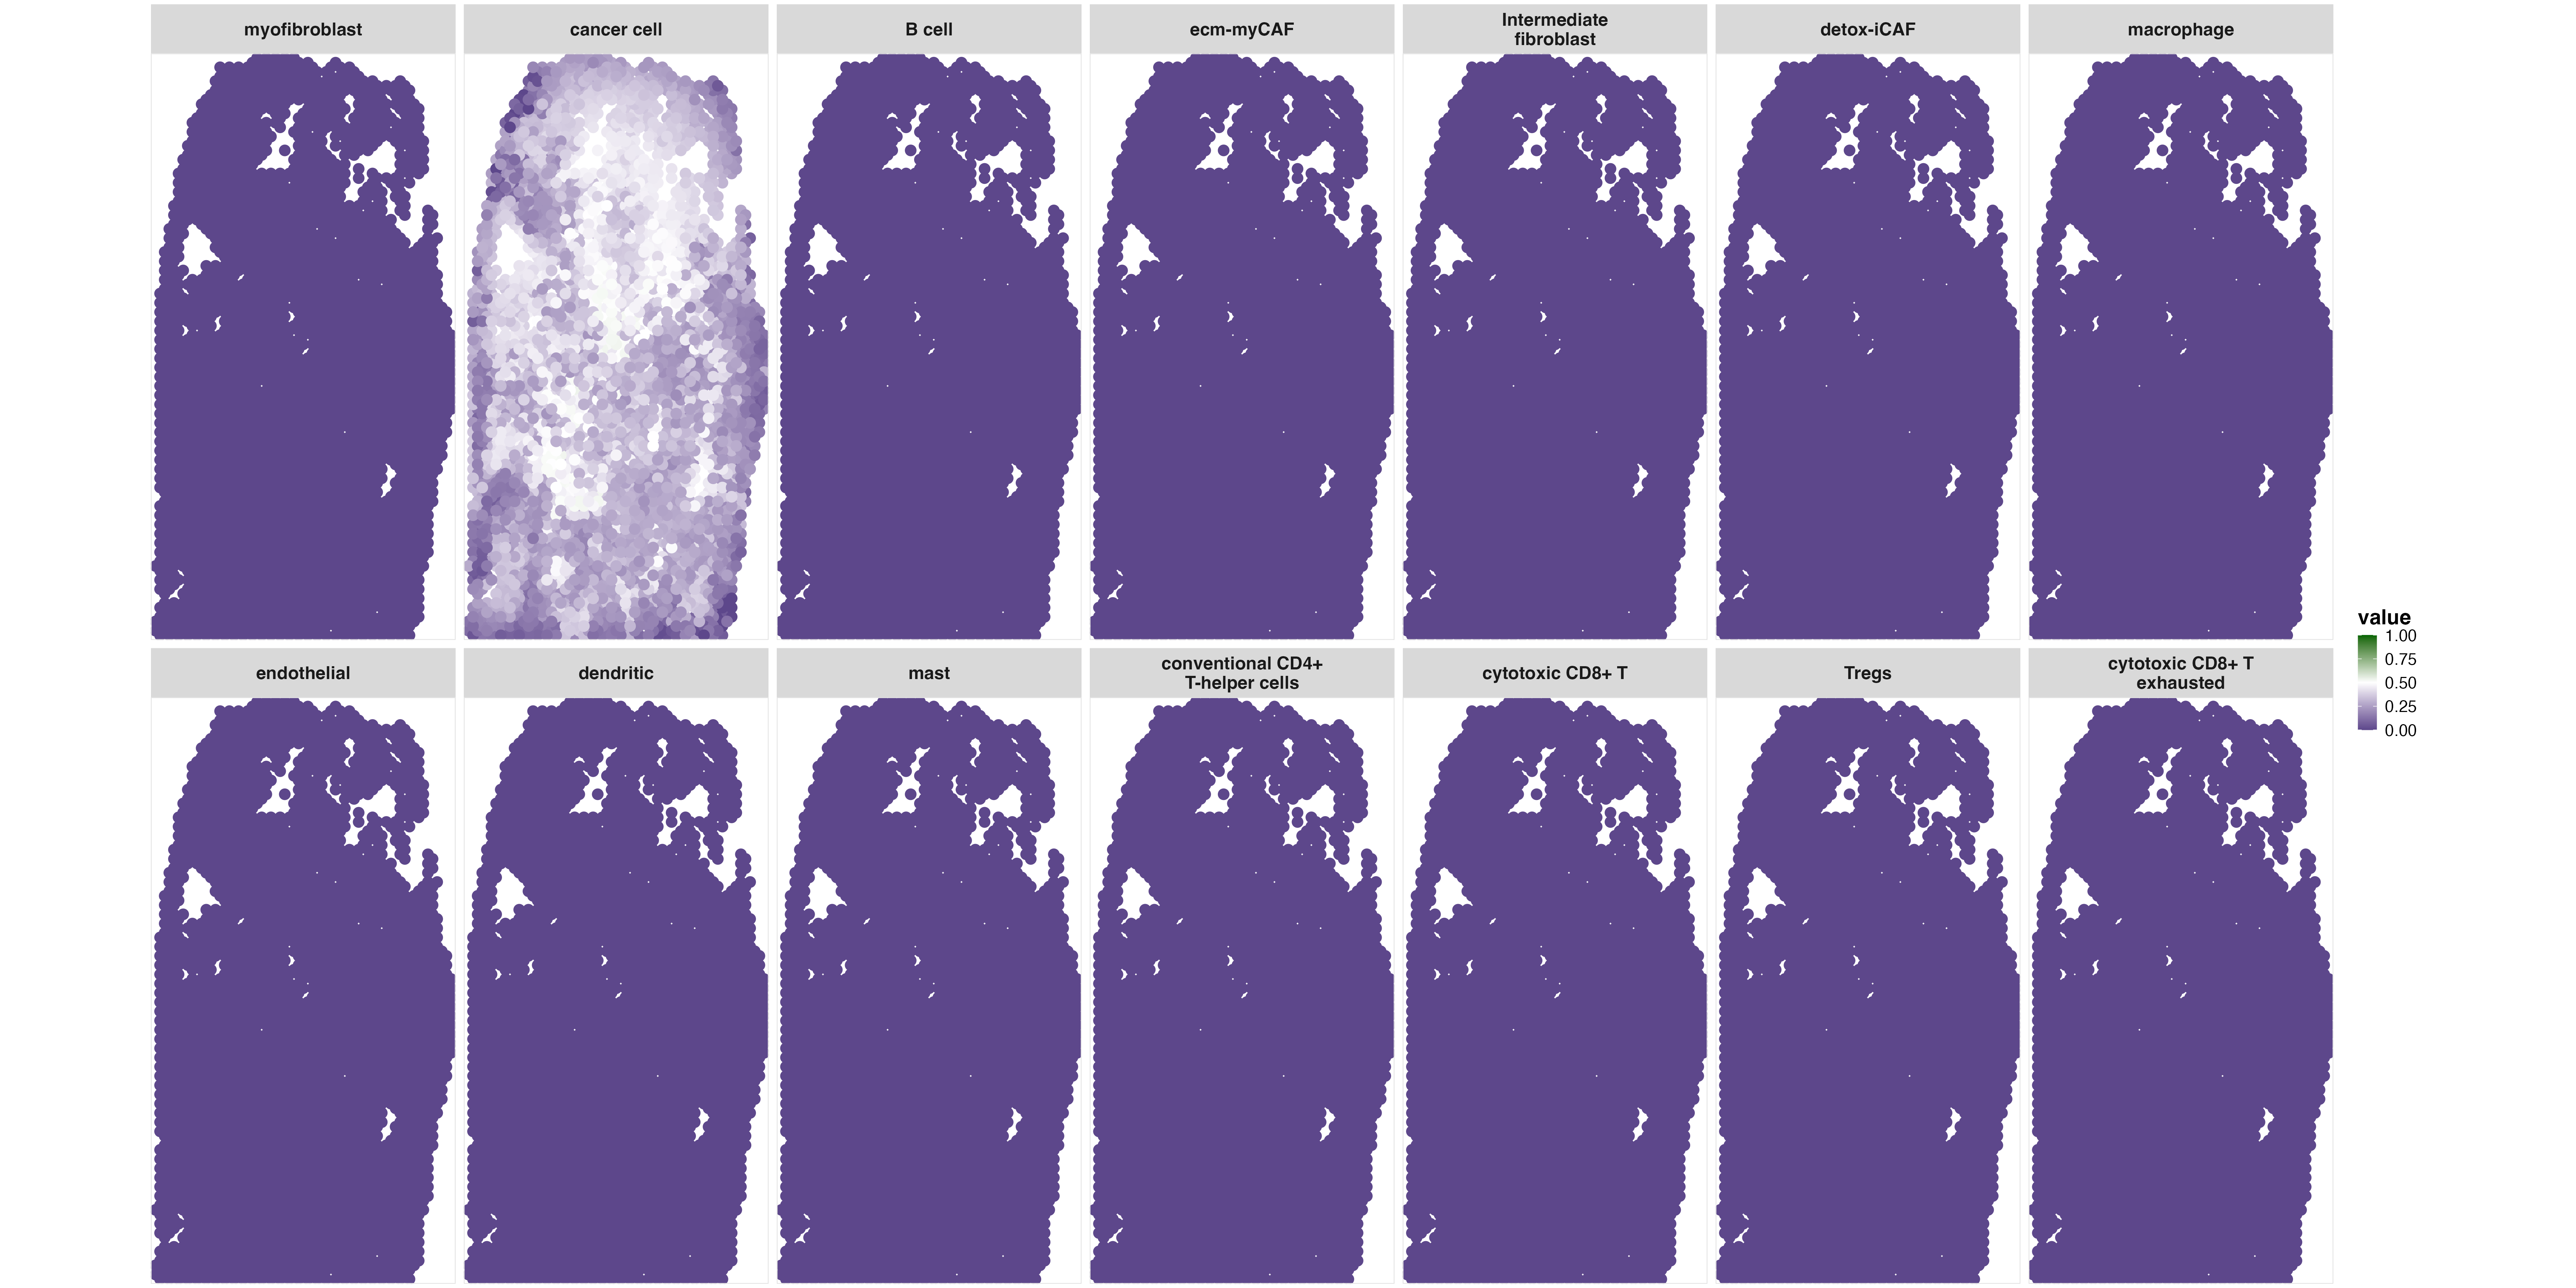 myofibroblast
cancer cell
B cell
ecm-myCAF
Intermediate
fibroblast
detox-iCAF
macrophage
endothelial
dendritic
mast
conventional CD4+
T-helper cells
cytotoxic CD8+ T
Tregs
cytotoxic CD8+ T
exhausted
value
1.00
0.75
0.50
0.25
0.00